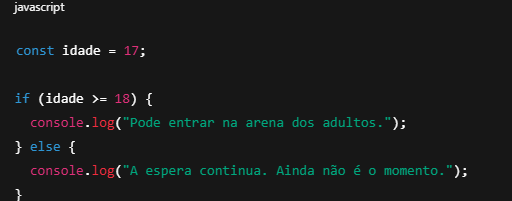 javascript
const idade = 17;
if (idade >= 18) {
  console.log("Pode entrar na arena dos adultos.");
} else {
  console.log("A espera continua. Ainda não é o momento.");
}